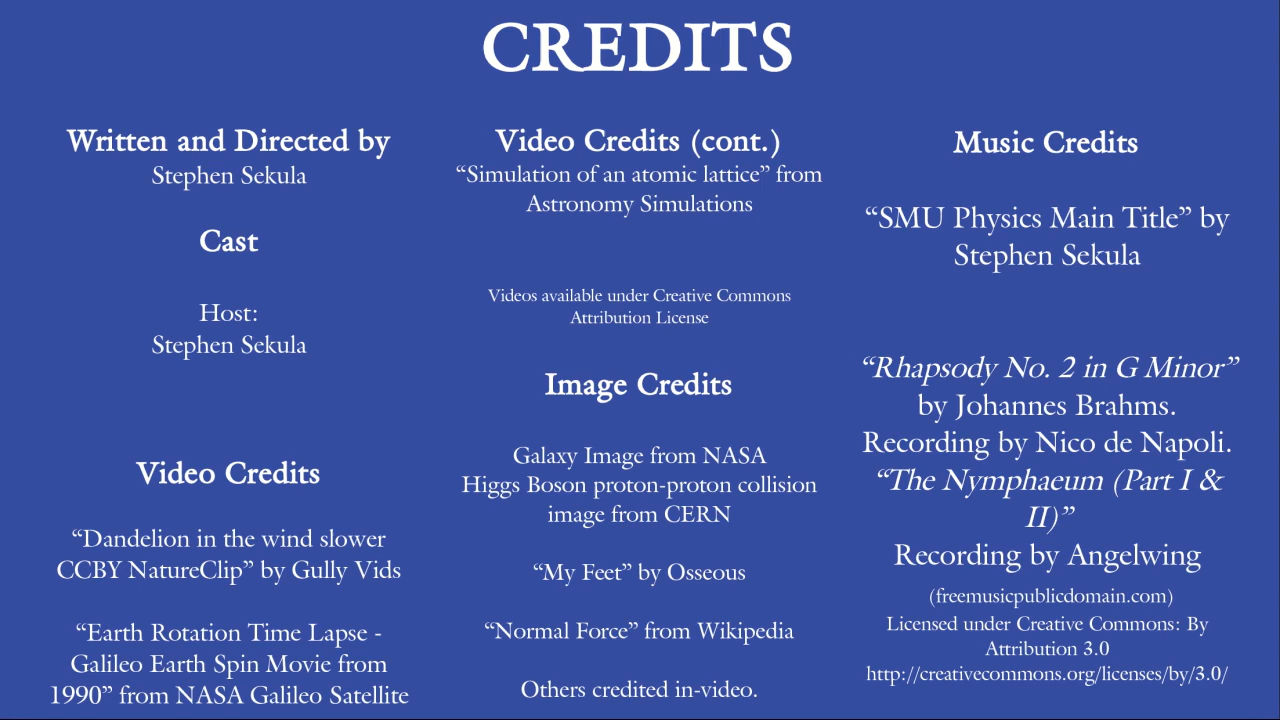 CREDITS
Written and Directed by
Stephen Sekula
Cast
Host:
Stephen Sekula
Video Credits
“Dandelion in the wind slower
CCBY NatureClip” by Gully Vids
“Earth Rotation Time Lapse -
Galileo Earth Spin Movie from
1990” from NASA Galileo Satellite
Video Credits (cont.)
“Simulation of an atomic lattice” from
Astronomy Simulations
Videos available under Creative Commons
Attribution License
Image Credits
Galaxy Image from NASA
Higgs Boson proton-proton collision
image from CERN
“My Feet” by Osseous
“Normal Force” from Wikipedia
Others credited in-video.
Music Credits
“SMU Physics Main Title” by
Stephen Sekula
“Rhapsody No. 2 in G Minor”
by Johannes Brahms.
Recording by Nico de Napoli.
“The Nymphaeum (Part I &
II)”
Recording by Angelwing
(freemusicpublicdomain.com)
Licensed under Creative Commons: By
Attribution 3.0
http://creativecommons.org/licenses/by/3.0/